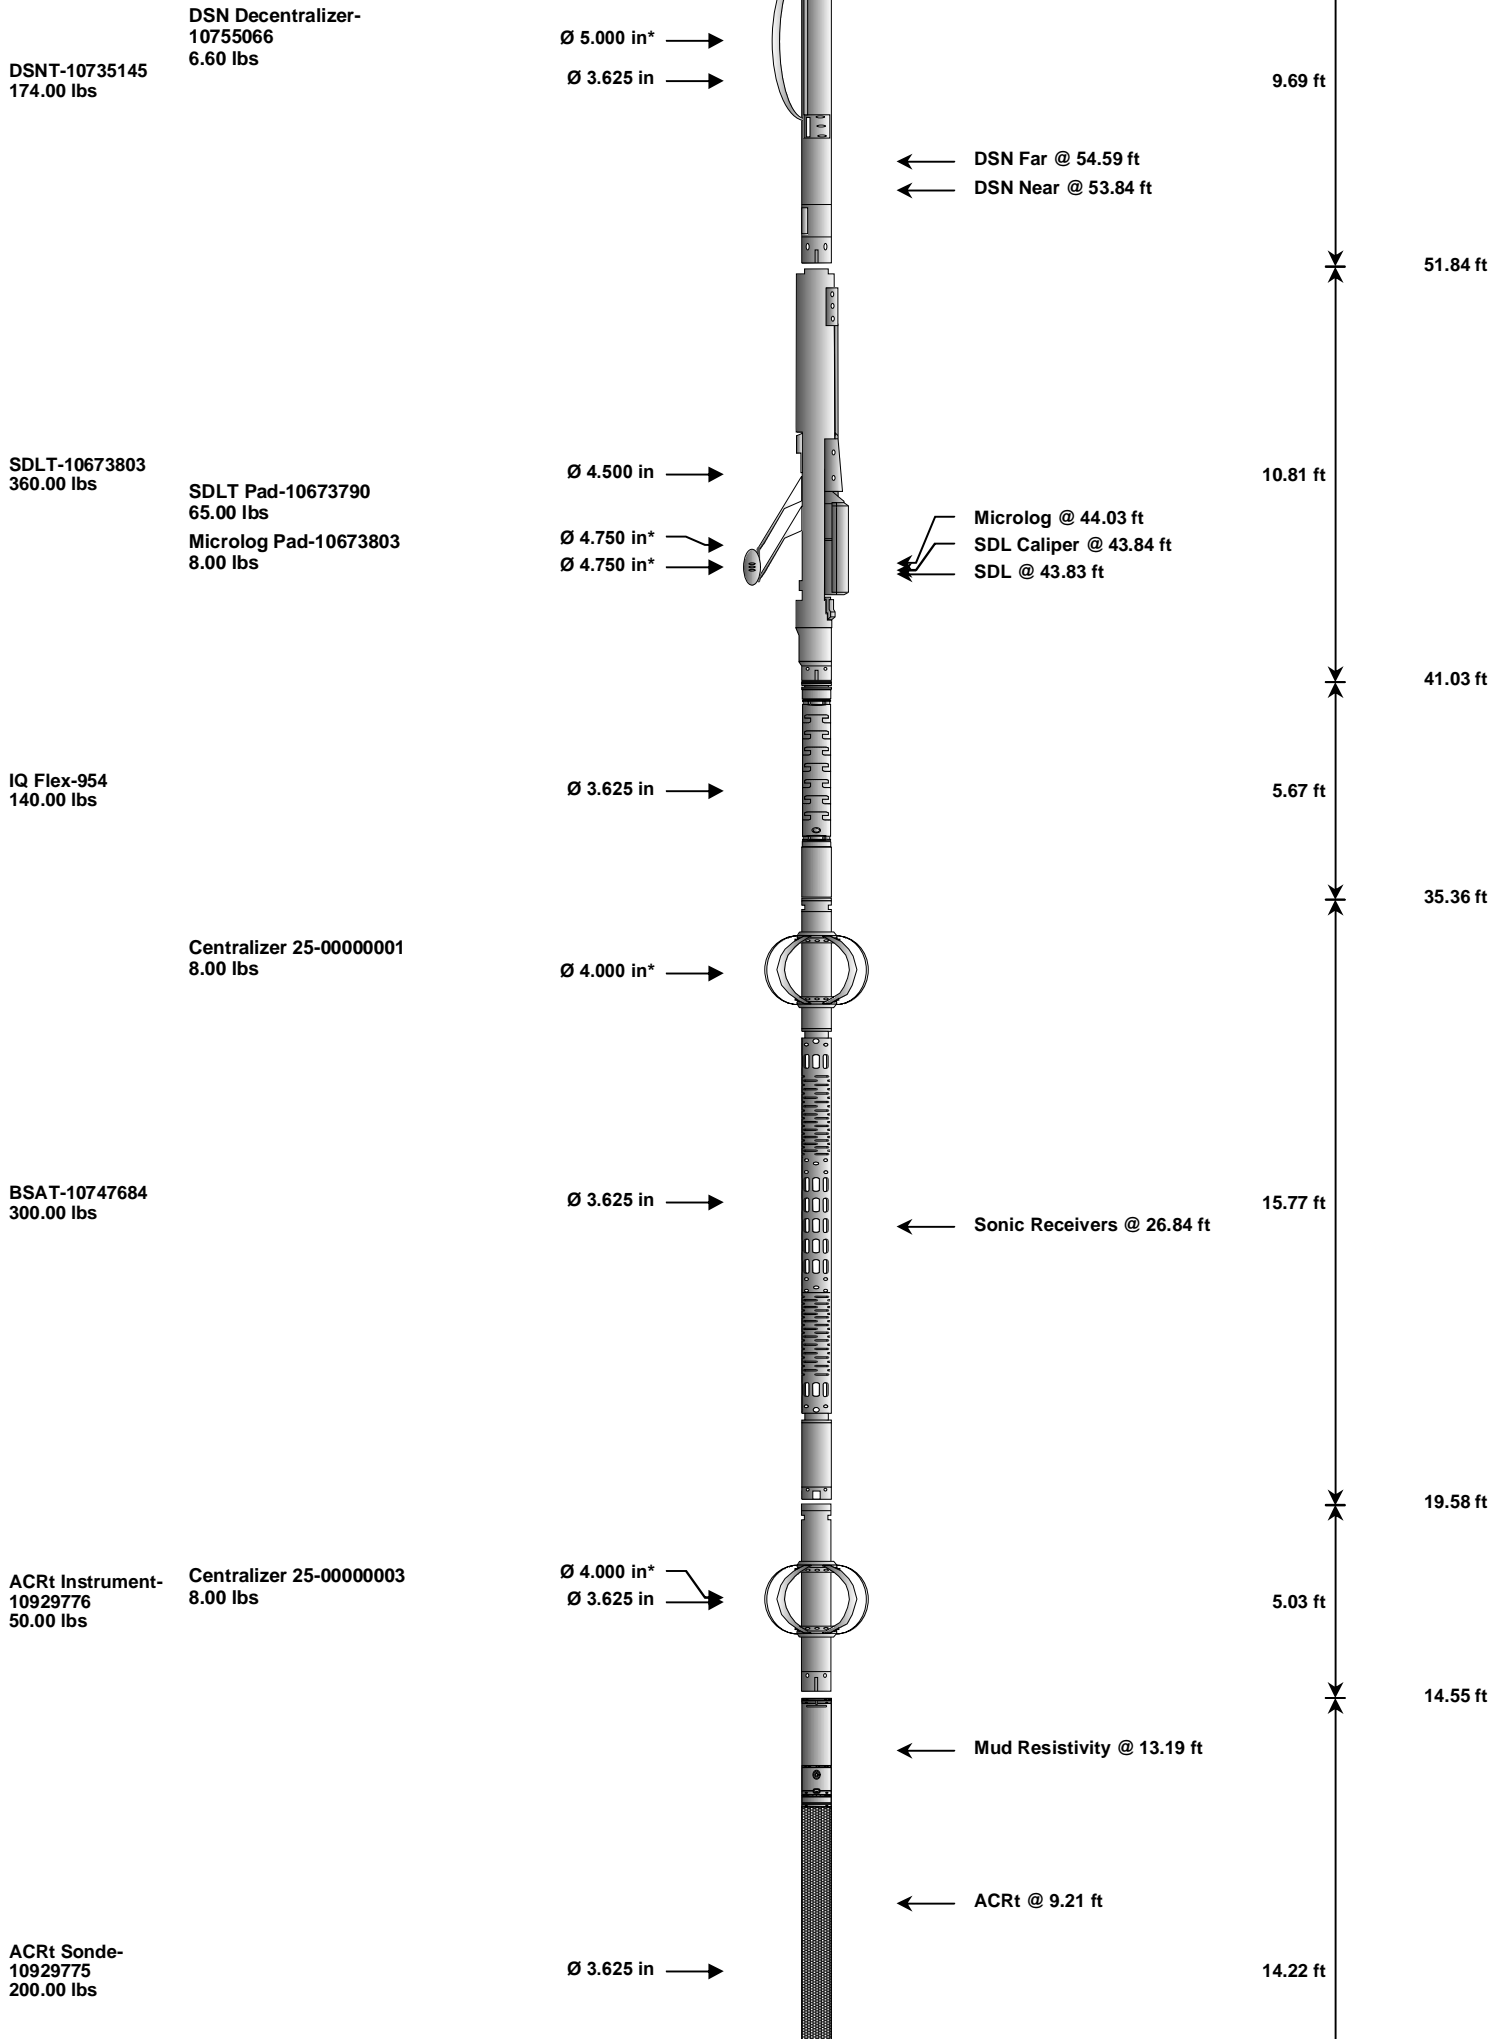 DSN Decentralizer-
10755066
6.60 lbs
Ø 5.000 in*
DSNT-10735145
174.00 lbs
Ø 3.625 in
9.69 ft
DSN Far @ 54.59 ft
DSN Near @ 53.84 ft
51.84 ft
SDLT-10673803
360.00 lbs
Ø 4.500 in
10.81 ft
SDLT Pad-10673790
65.00 lbs
Microlog Pad-10673803
8.00 lbs
Ø 4.750 in*
Ø 4.750 in*
Microlog @ 44.03 ft
SDL Caliper @ 43.84 ft
SDL @ 43.83 ft
41.03 ft
IQ Flex-954
140.00 lbs
Ø 3.625 in
5.67 ft
35.36 ft
Centralizer 25-00000001
8.00 lbs
Ø 4.000 in*
BSAT-10747684
300.00 lbs
Ø 3.625 in
15.77 ft
Sonic Receivers @ 26.84 ft
19.58 ft
ACRt Instrument-
10929776
50.00 lbs
Centralizer 25-00000003
8.00 lbs
Ø 4.000 in*
Ø 3.625 in
5.03 ft
14.55 ft
Mud Resistivity @ 13.19 ft
ACRt @ 9.21 ft
ACRt Sonde-
10929775
200.00 lbs
Ø 3.625 in
14.22 ft